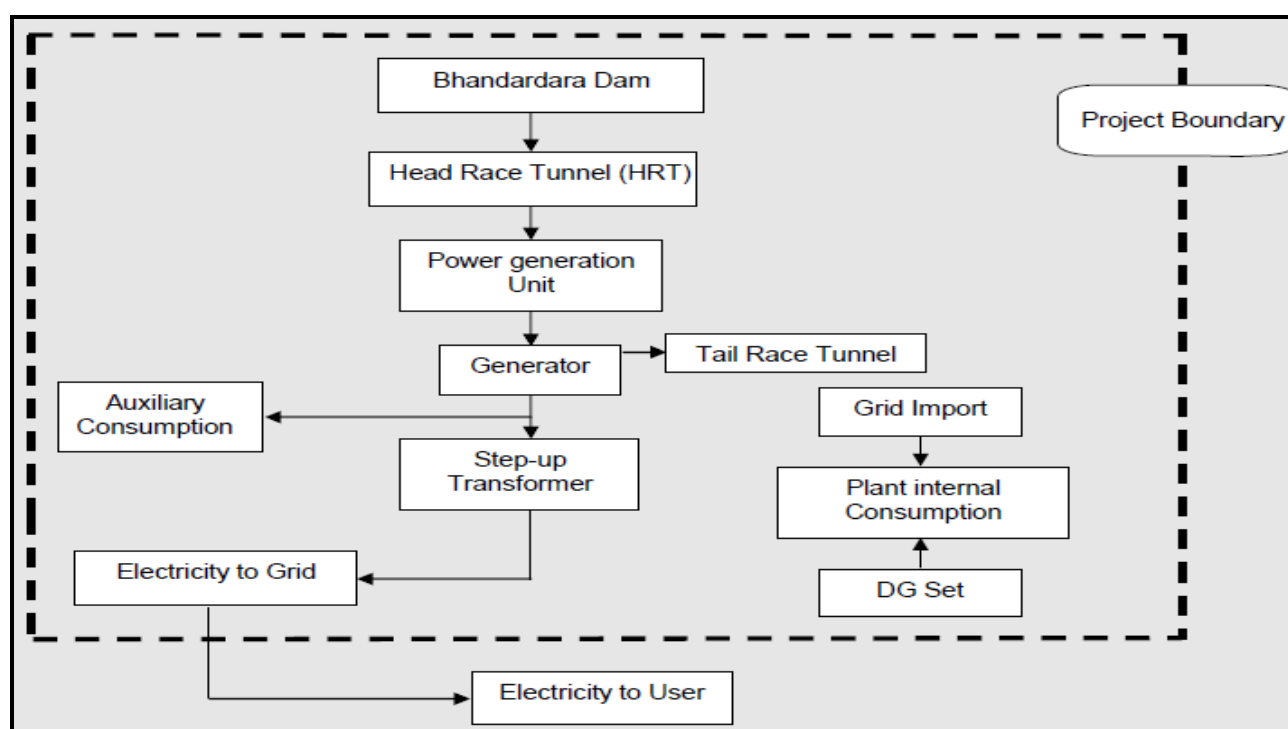 Bhandardara Dam
Project Boundary
Head Race Tunnel (HRT)
Power generation
Unit
Generator
Tail Race Tunnel
Auxiliary
Consumption
Grid Import
Step-up
Transformer
Plant internal
Consumption
Electricity to Grid
DG Set
Electricity to User